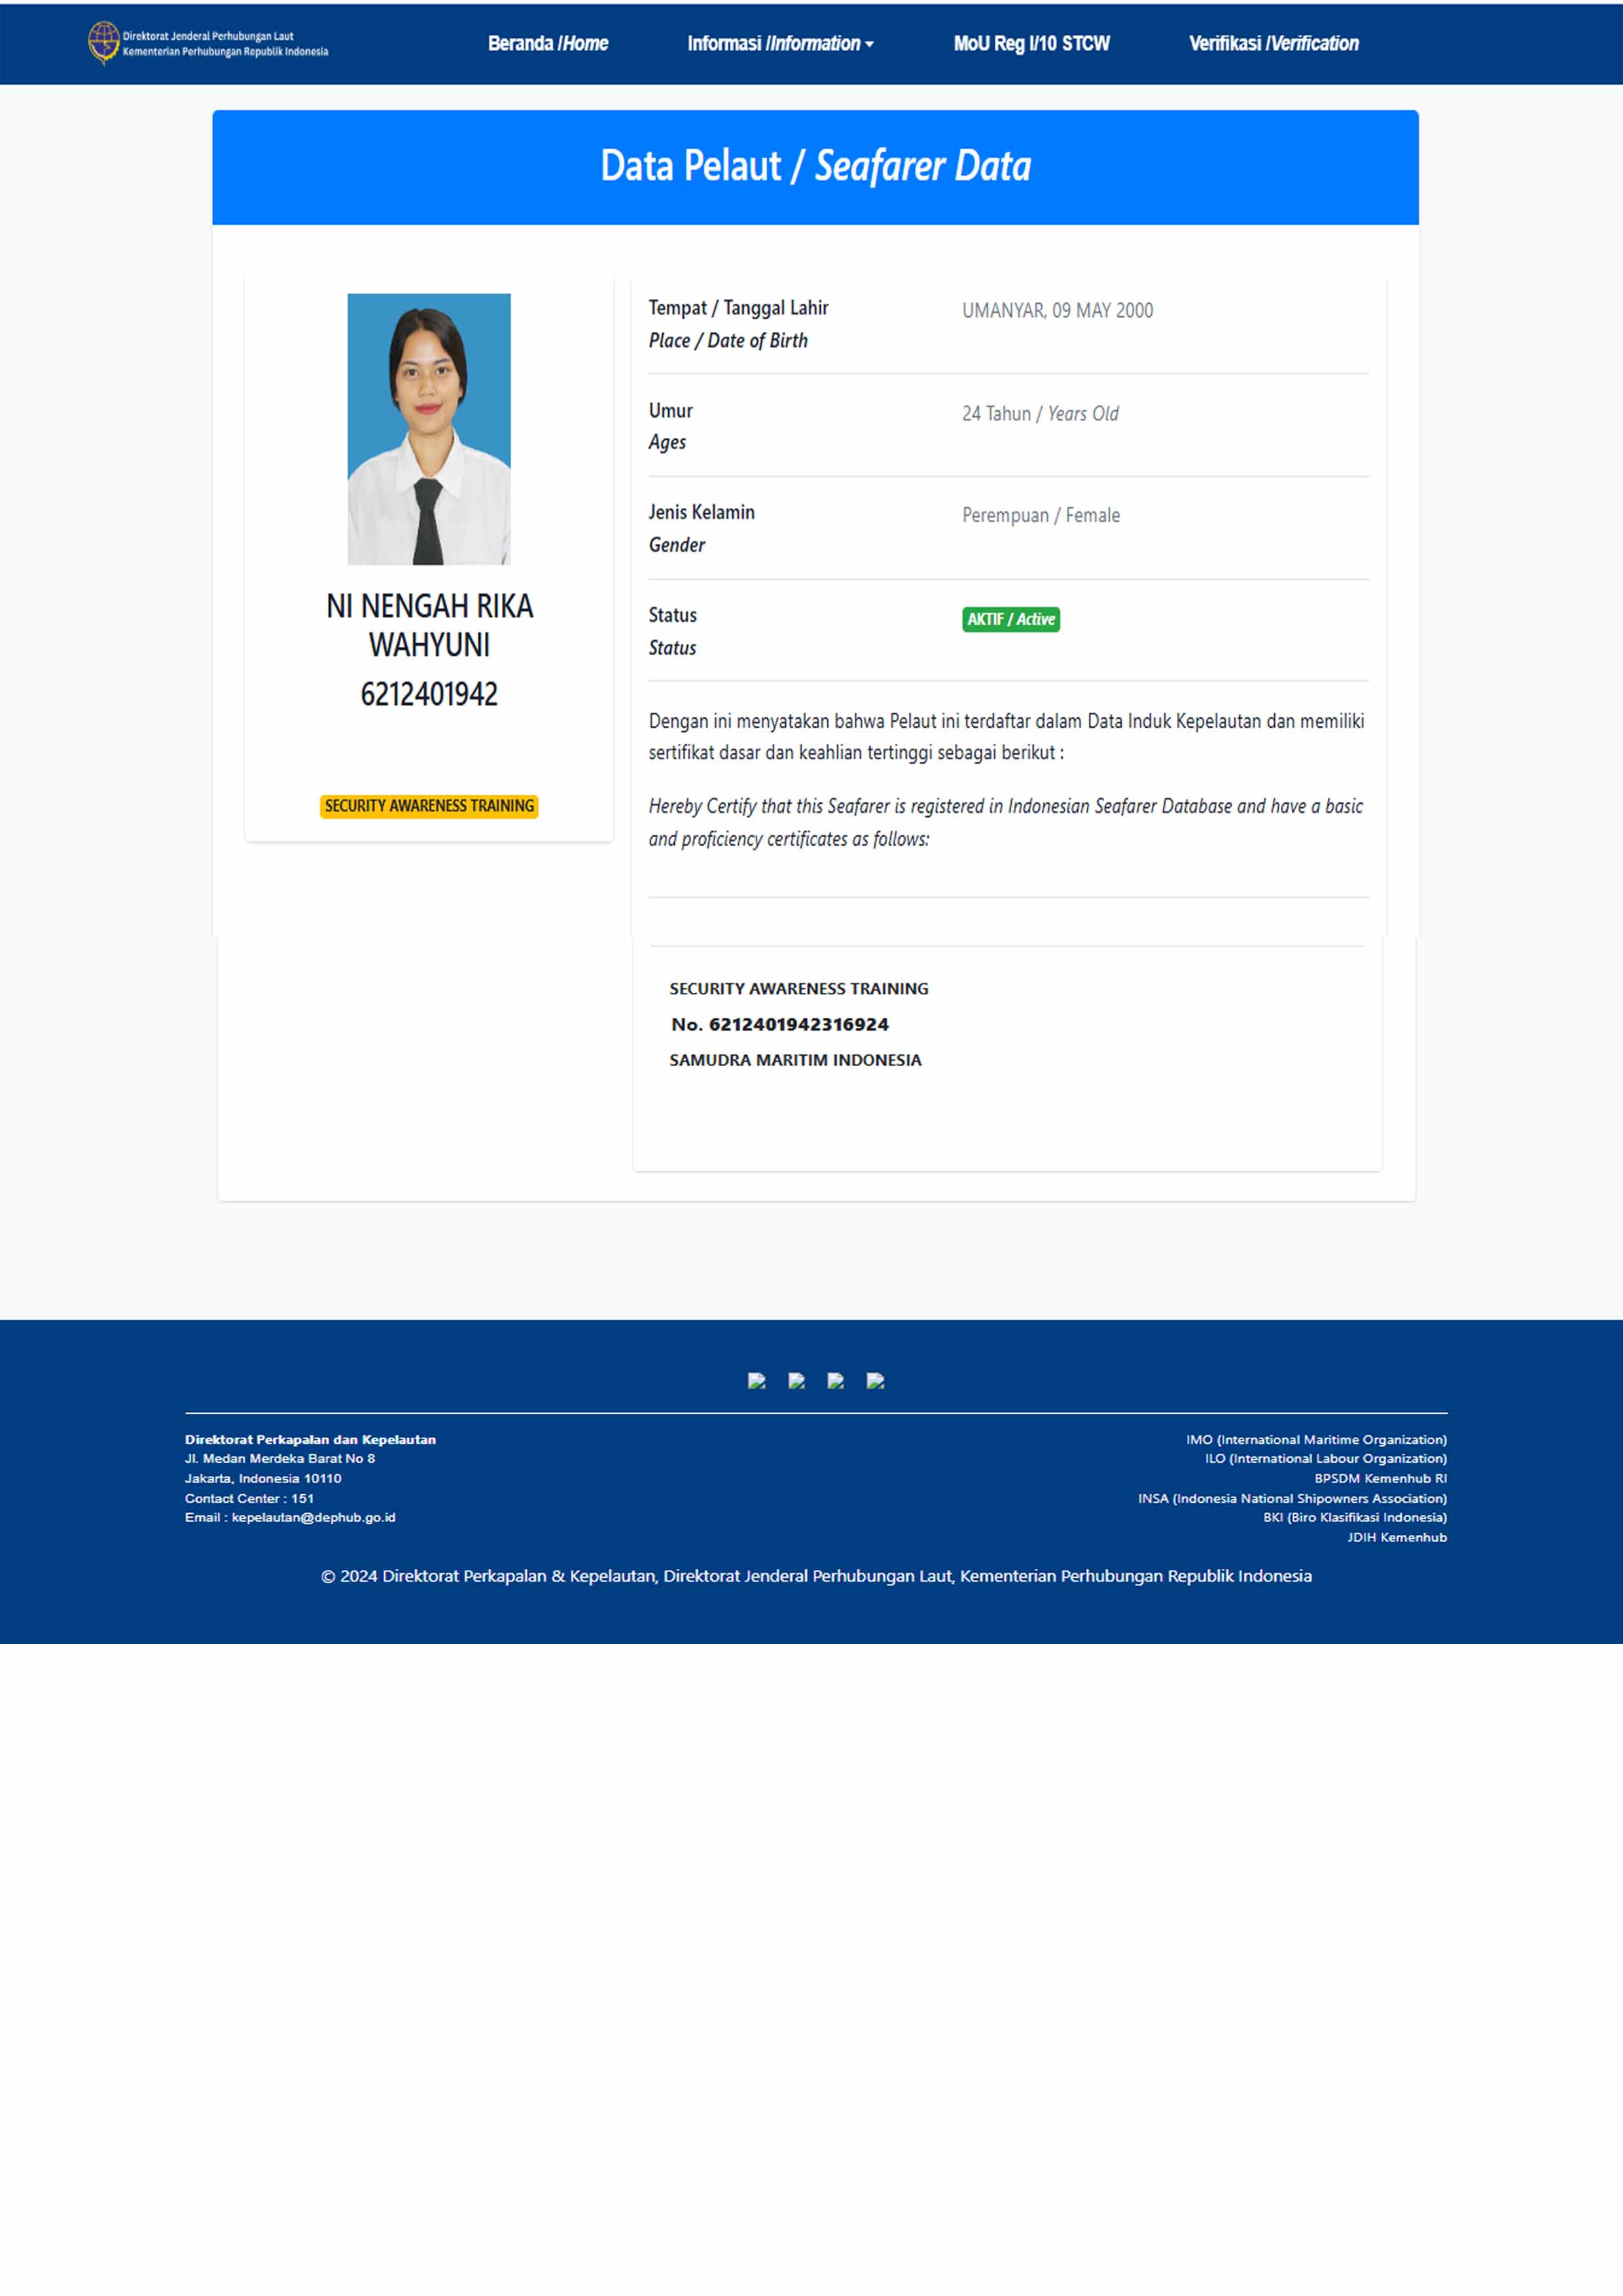 Direktorat Jenderal Perhubungan Laut
Kementerian Perhubungan Republik Indonesia
Beranda /Home
Informasi /Information
MoU Reg I/10 STCW
Verifikasi /Verification
Data Pelaut / Seafarer Data
NI NENGAH RIKA
WAHYUNI
6212401942
SECURITY AWARENESS TRAINING
Tempat / Tanggal Lahir
Place / Date of Birth
UMANYAR, 09 MAY 2000
Umur
Ages
24 Tahun / Years Old
Jenis Kelamin
Gender
Perempuan / Female
Status
Status
AKTIF / Active
Dengan ini menyatakan bahwa Pelaut ini terdaftar dalam Data Induk Kepelautan dan memiliki
sertifikat dasar dan keahlian tertinggi sebagai berikut :
Hereby Certify that this Seafarer is registered in Indonesian Seafarer Database and have a basic
and proficiency certificates as follows:
SECURITY AWARENESS TRAINING
No. 6212401942316924
SAMUDRA MARITIM INDONESIA
Direktorat Perkapalan dan Kepelautan
Jl. Medan Merdeka Barat No 8
Jakarta, Indonesia 10110
Contact Center : 151
Email : kepelautan@dephub.go.id
IMO (International Maritime Organization)
ILO (International Labour Organization)
BPSDM Kemenhub RI
INSA (Indonesia National Shipowners Association)
BKI (Biro Klasifikasi Indonesia)
JDIH Kemenhub
© 2024 Direktorat Perkapalan & Kepelautan, Direktorat Jenderal Perhubungan Laut, Kementerian Perhubungan Republik Indonesia